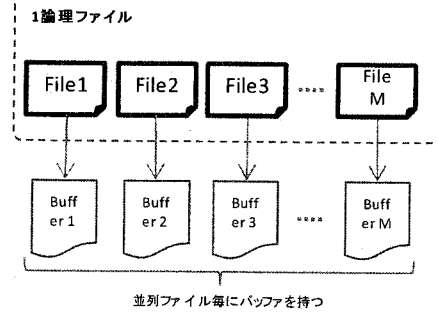 1論理ファイル
File1 File2 File3 ---- File
M
Buff Buff Buff Buff
er 1 er 2 er 3 ---- er M
並列ファイル毎にバッファを持つ